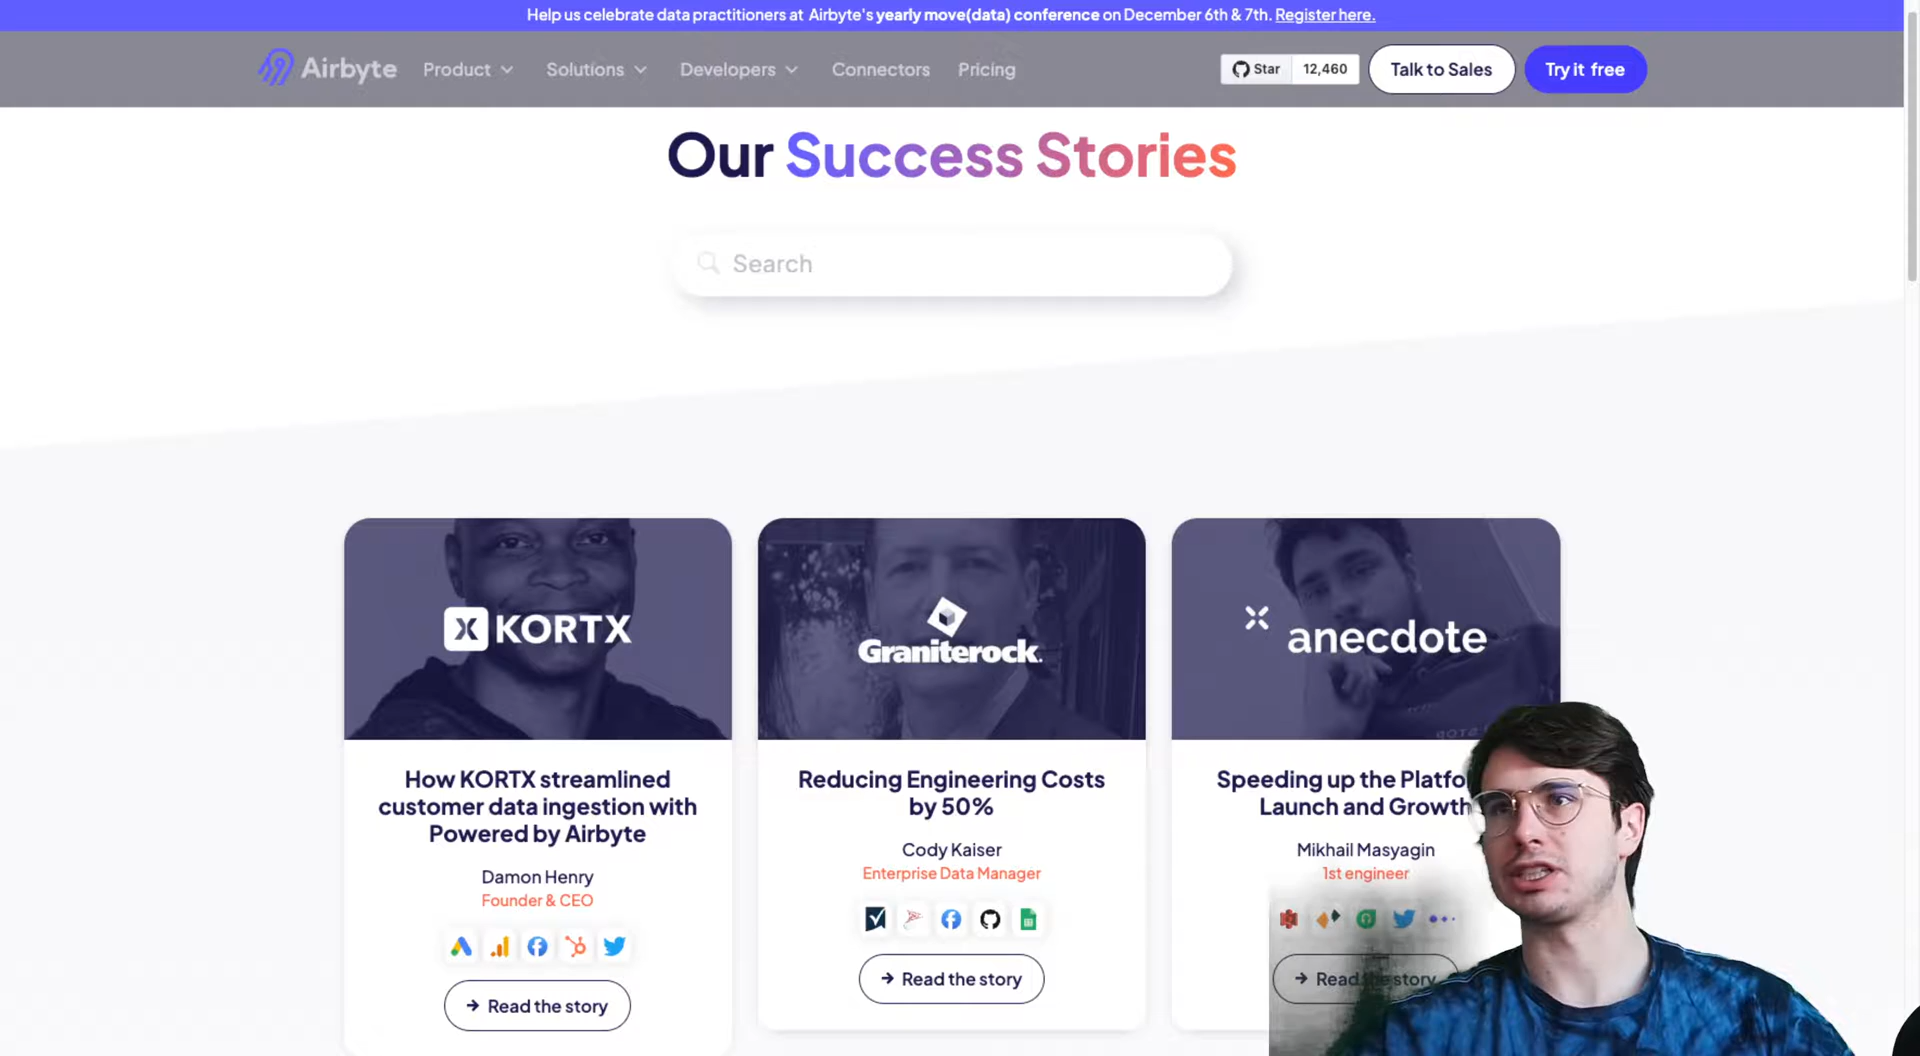 Help us celebrate data practitioners at Airbyte's yearly move(data) conference on December 6th & 7th. Register here.
Airbyte Product Solutions Developers Connectors Pricing Star 12,460 Talk to Sales Try it free
Our Success Stories
Search
KORTX
How KORTX streamlined
customer data ingestion with
Powered by Airbyte
Damon Henry
Founder & CEO
→ Read the story
Graniterock.
Reducing Engineering Costs
by 50%
Cody Kaiser
Enterprise Data Manager
→ Read the story
anecdote
Speeding up the Platfo
Launch and Growth
Mikhail Masyagin
1st engineer
→ Read the story